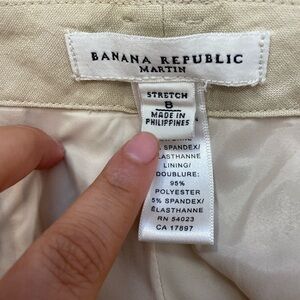 BANANA REPUBLIC
MARTIN
STRETCH
8
MADE IN
PHILIPPINES
% SPANDEX/
ELASTHANNE
LINING/
DOUBLURE:
95%
POLYESTER
5% SPANDEX/
ÉLASTHANNE
RN 54023
CA 17897